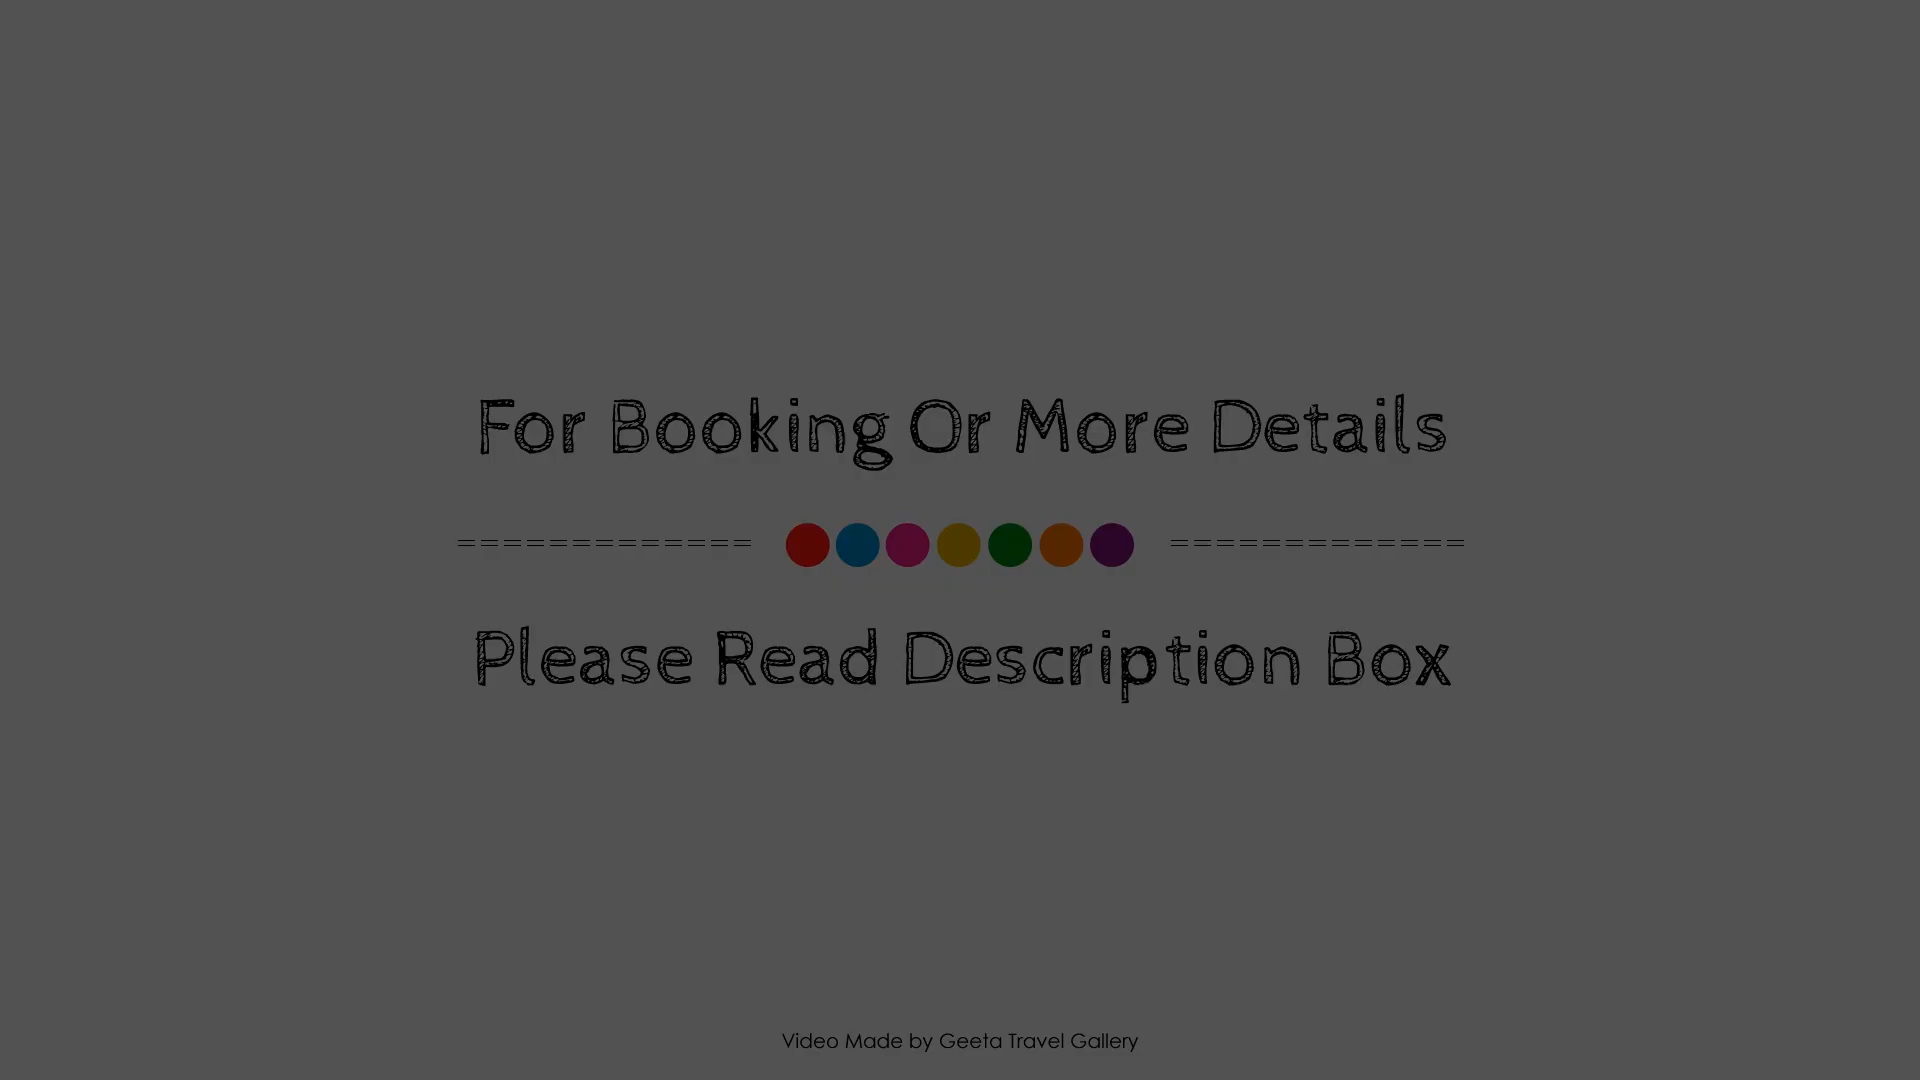 For Booking Or More Details
============= =============
Please Read Description Box
Video Made by Geeta Travel Gallery